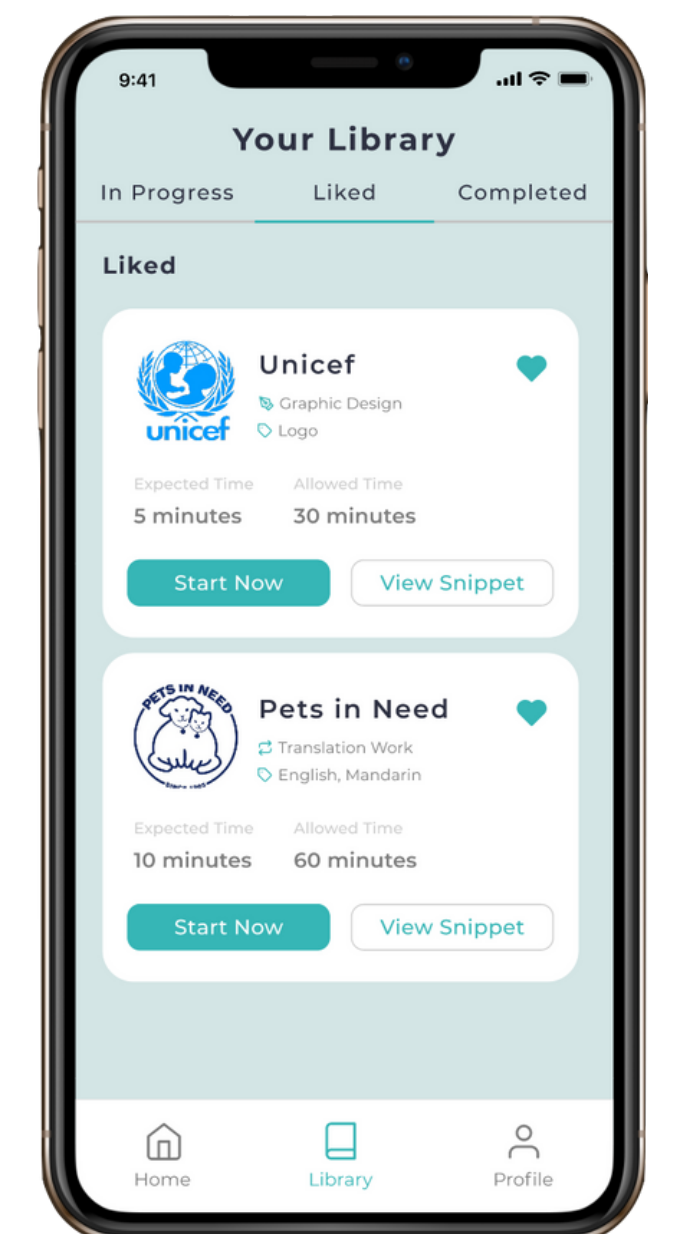 9:41
Your Library
In Progress Liked Completed
Liked
unicef
Unicef
Graphic Design
Logo
Expected Time Allowed Time
5 minutes 30 minutes
Start Now View Snippet
PETS IN NEED
Pets in Need
Translation Work
English, Mandarin
Expected Time Allowed Time
10 minutes 60 minutes
Start Now View Snippet
Home Library Profile